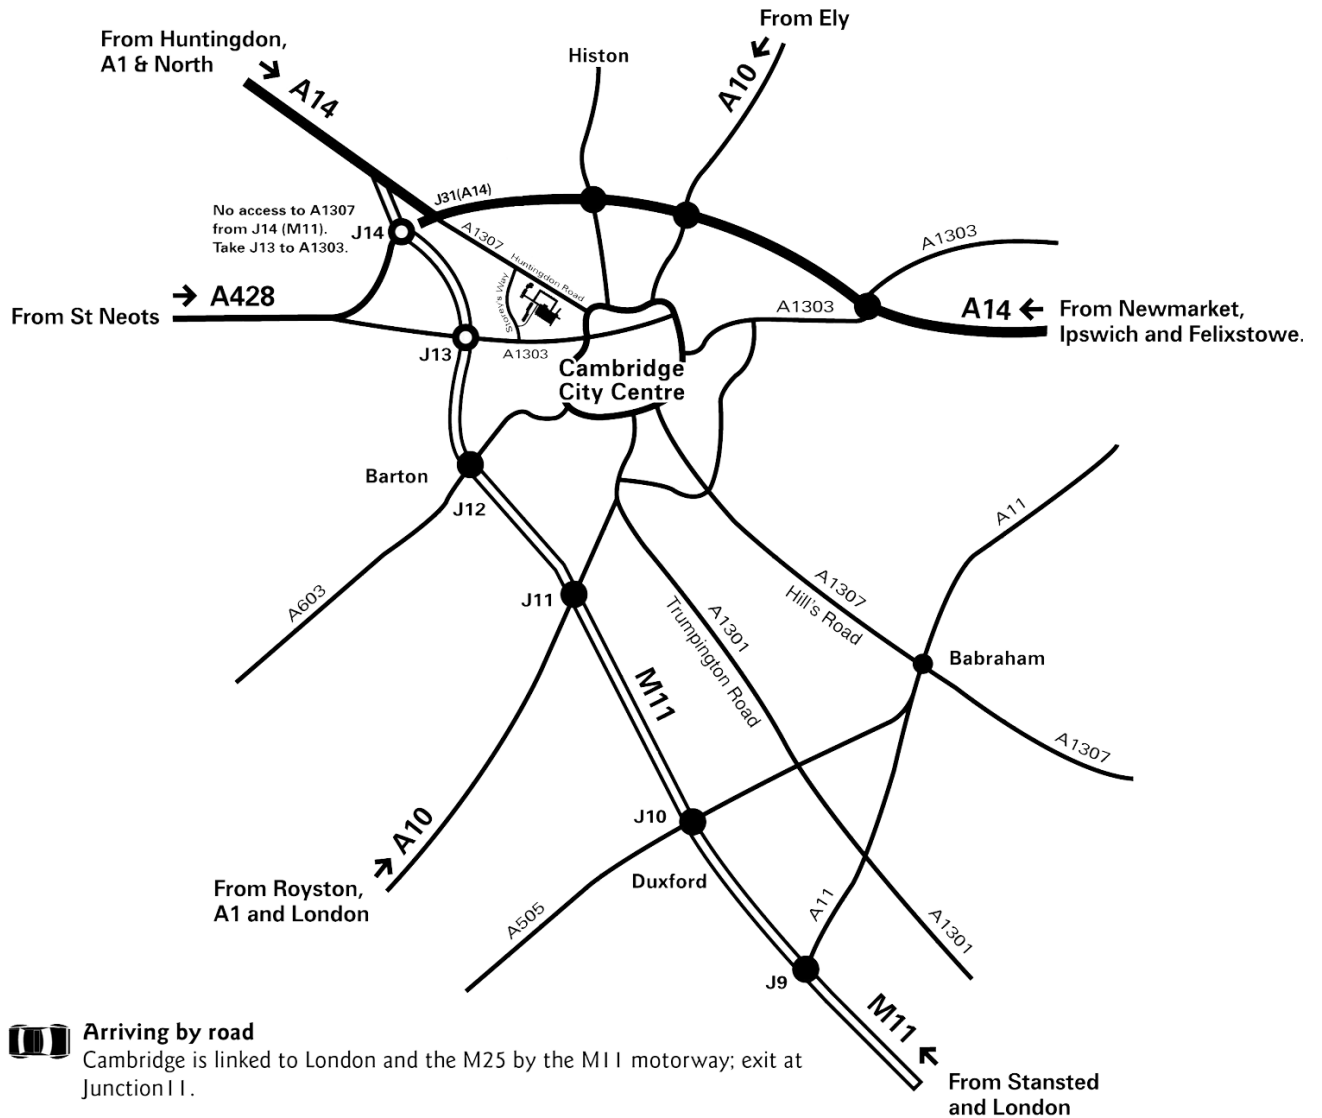 From Ely
From Huntingdon,
A1 & North
Histon
A10
A14
J31(A14)
No access to A1307
from J14 (M11).
Take J13 to A1303.
J14
A1307
Huntingdon Road
A1303
A428
From St Neots
Storey's Way
A1303
A14
From Newmarket,
Ipswich and Felixstowe.
J13
A1303
Cambridge
City Centre
Barton
J12
A11
A603
J11
A1307
Hill's Road
A1301
Trumpington Road
Babraham
M11
A1307
J10
A10
Duxford
From Royston,
A1 and London
A505
A11
A1301
J9
M11
Arriving by road
Cambridge is linked to London and the M25 by the M11 motorway; exit at
Junction11.
From Stansted
and London